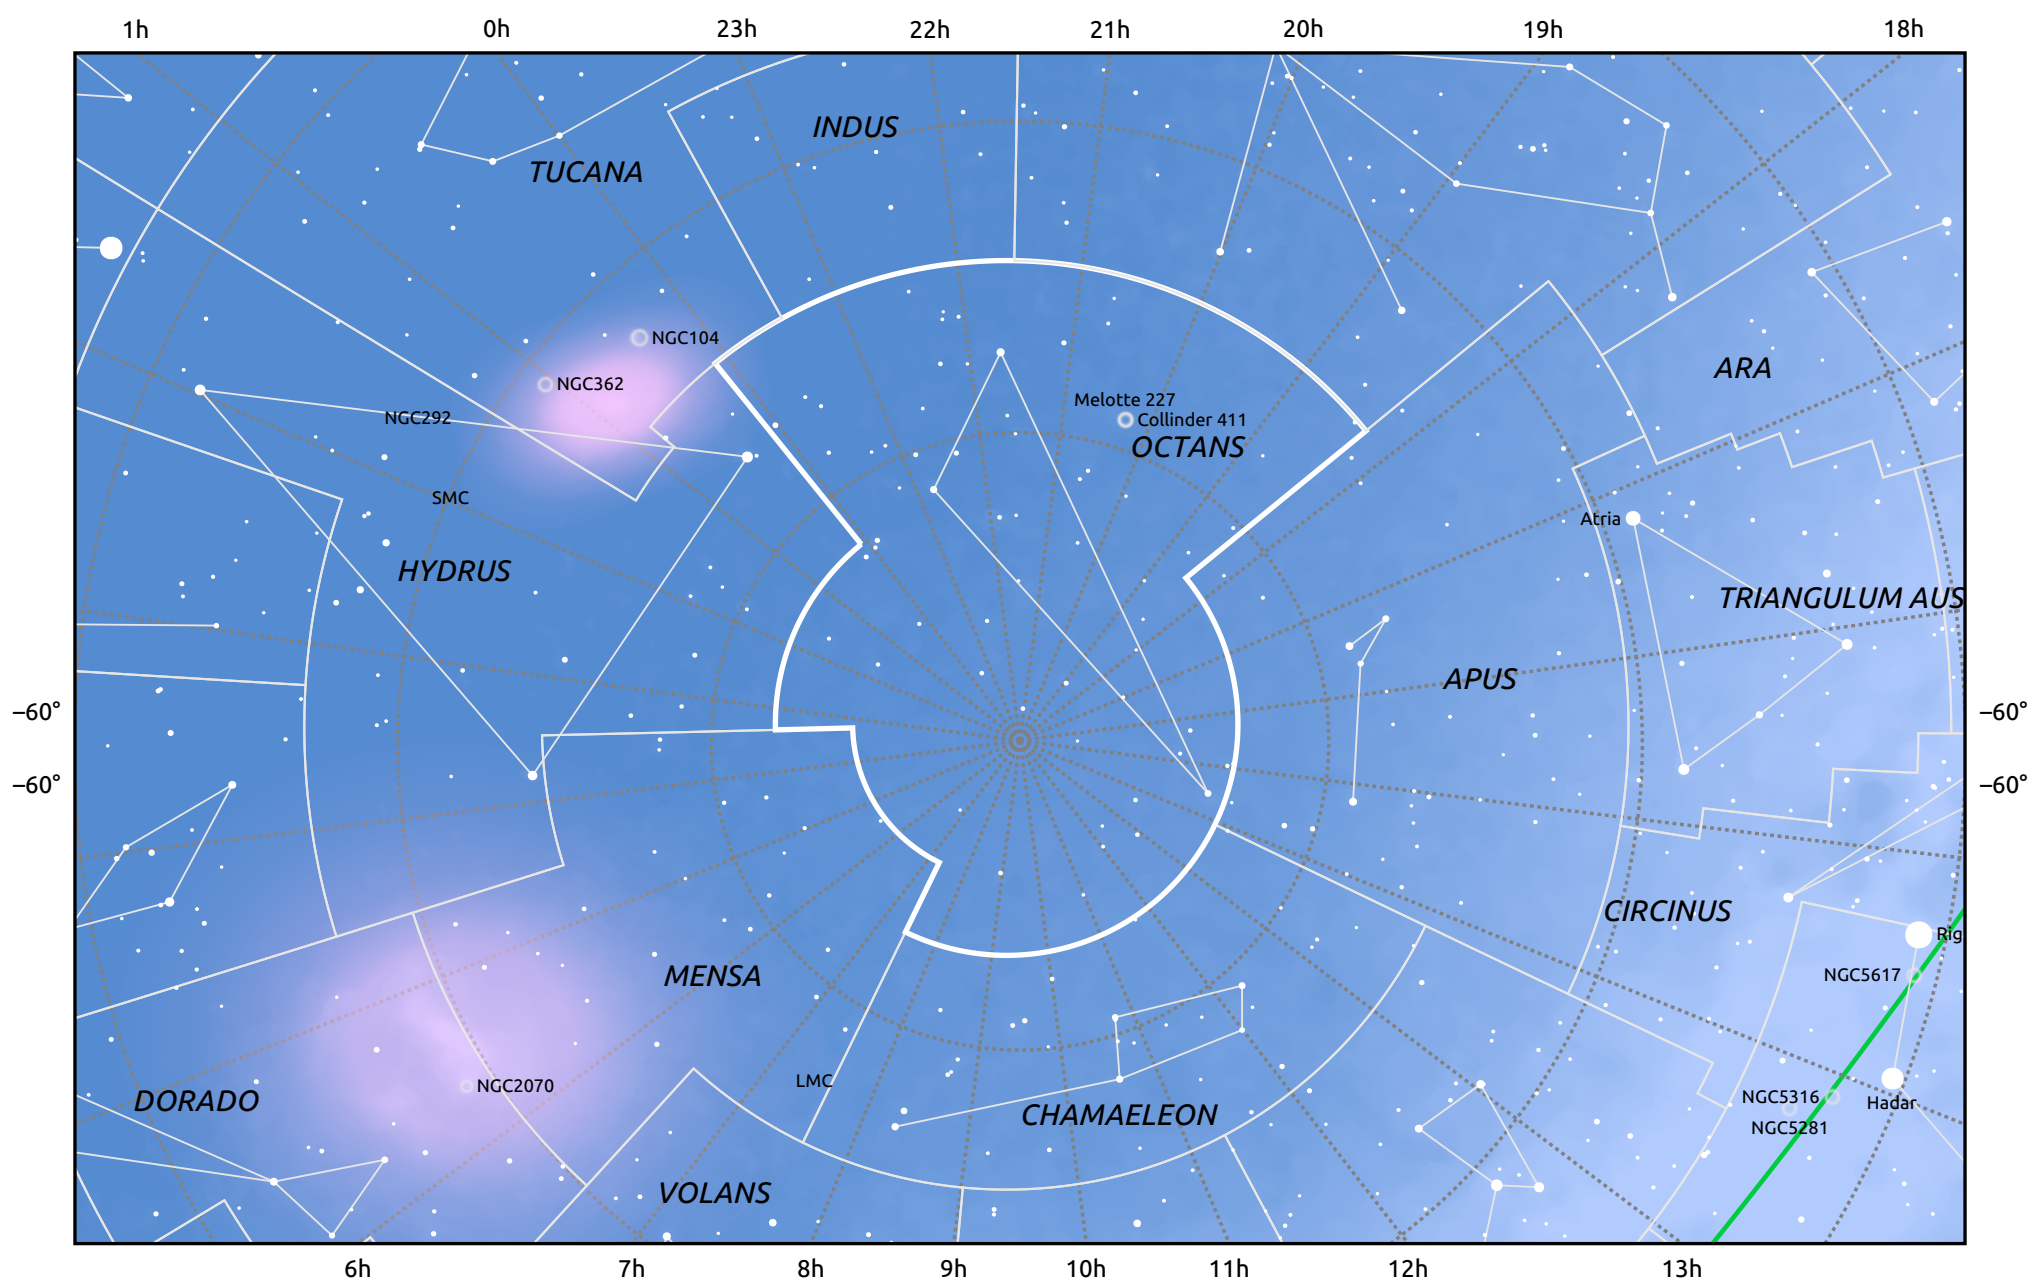 1h 0h 23h 22h 21h 20h 19h 18h
INDUS
TUCANA
NGC104
ARA
NGC362
Melotte 227
NGC292
Collinder 411
OCTANS
SMC
Atria
HYDRUS
TRIANGULUM AUS
APUS
−60° −60°
−60° −60°
CIRCINUS
Rig
MENSA
NGC5617
LMC
NGC2070
DORADO
NGC5316
Hadar
CHAMAELEON
NGC5281
VOLANS
6h 7h 8h 9h 10h 11h 12h 13h